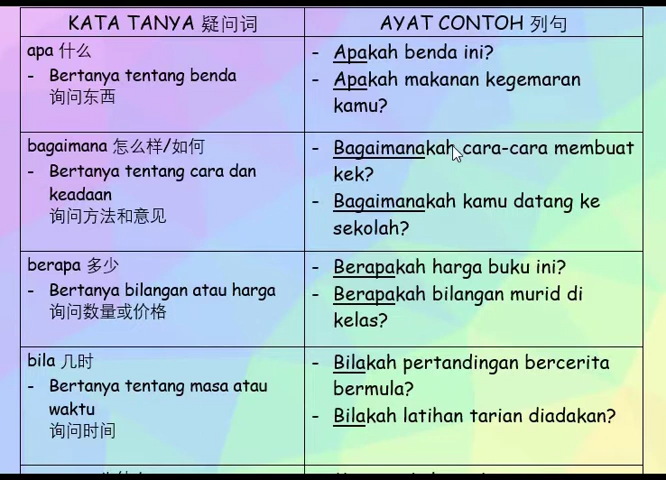 KATA TANYA 疑问词
AYAT CONTOH 列句
apa 什么
- Bertanya tentang benda
询问东西
- Apakah benda ini?
- Apakah makanan kegemaran
kamu?
bagaimana 怎么样/如何
- Bertanya tentang cara dan
keadaan
询问方法和意见
- Bagaimanakah cara-cara membuat
kek?
- Bagaimanakah kamu datang ke
sekolah?
berapa 多少
- Bertanya bilangan atau harga
询问数量或价格
- Berapakah harga buku ini?
- Berapakah bilangan murid di
kelas?
bila 几时
- Bertanya tentang masa atau
waktu
询问时间
- Bilakah pertandingan bercerita
bermula?
- Bilakah latihan tarian diadakan?